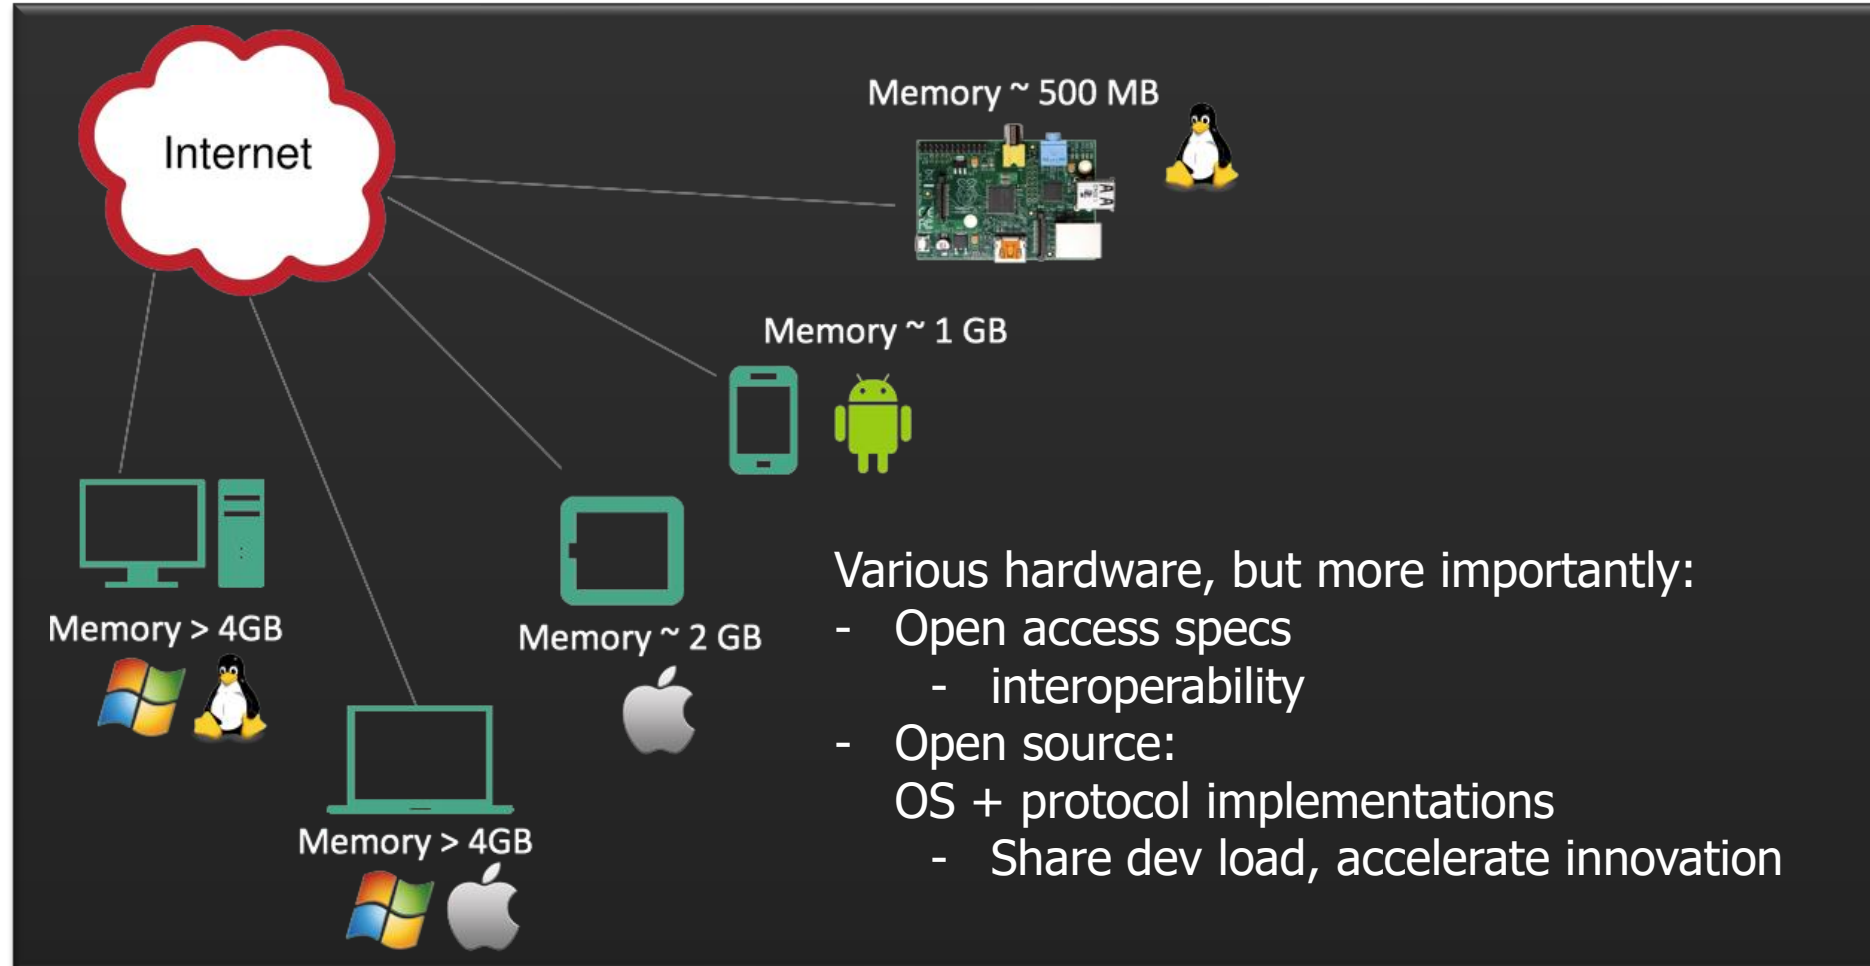 Internet
Memory ~ 500 MB
Memory ~ 1 GB
Memory > 4GB
Memory ~ 2 GB
Memory > 4GB
Various hardware, but more importantly:
- Open access specs
- interoperability
- Open source:
OS + protocol implementations
- Share dev load, accelerate innovation